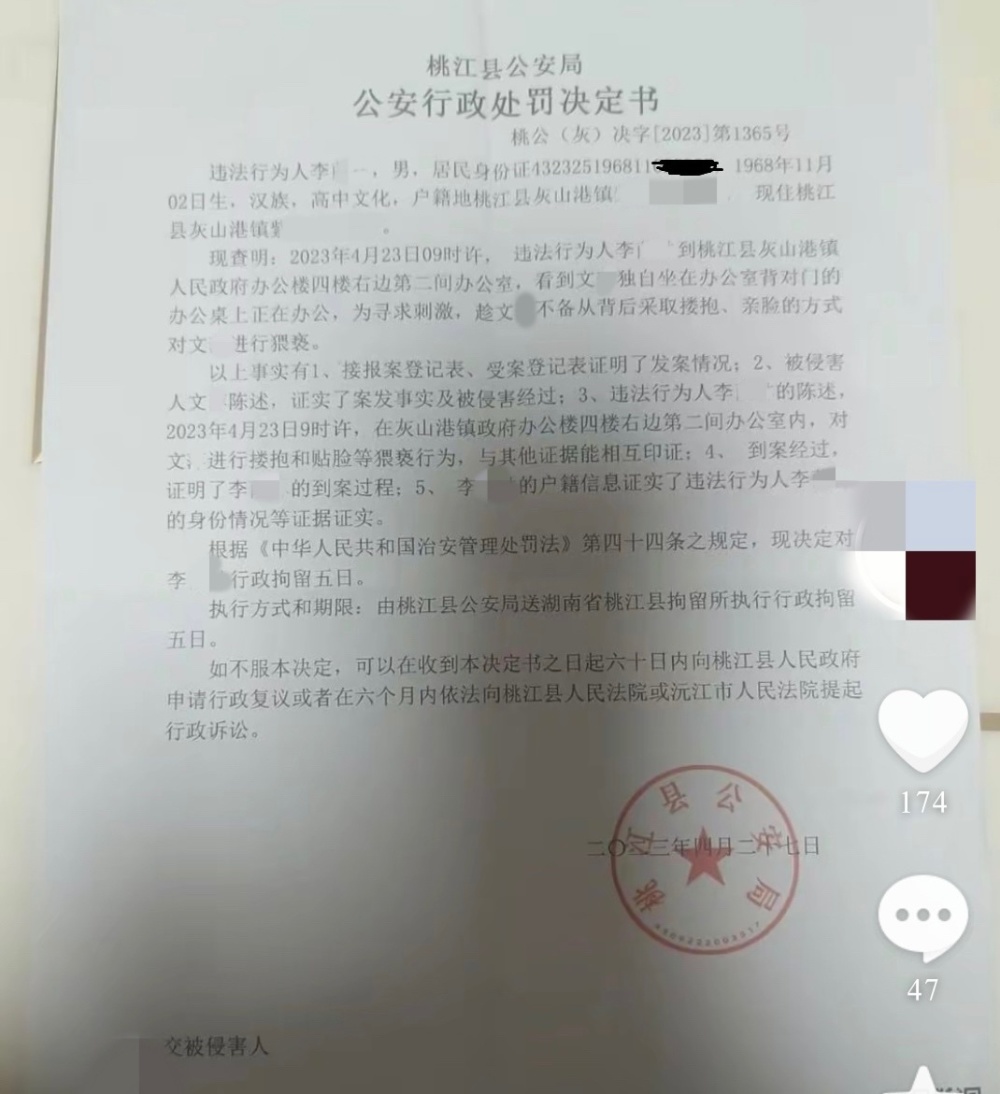 桃江县公安局
公安行政处罚决定书
桃公（灰）决字[2023]第1365号
违法行为人李 一，男，居民身份证432325196811 1968年11月
02日生，汉族，高中文化，户籍地桃江县灰山港镇 现住桃江
县灰山港镇 。
现查明：2023年4月23日09时许，违法行为人李 到桃江县灰山港镇
人民政府办公楼四楼右边第二间办公室，看到文 独自坐在办公室背对门的
办公桌上正在办公，为寻求刺激，趁文 不备从背后采取搂抱、亲脸的方式
对文 进行猥亵。
以上事实有1、接报案登记表、受案登记表证明了发案情况；2、被侵害
人文 陈述，证实了案发事实及被侵害经过；3、违法行为人李 的陈述，
2023年4月23日9时许，在灰山港镇政府办公楼四楼右边第二间办公室内，对
文 进行搂抱和贴脸等猥亵行为，与其他证据能相互印证；4、 到案经过，
证明了李 的到案过程；5、 李 的户籍信息证实了违法行为人李
的身份情况等证据证实。
根据《中华人民共和国治安管理处罚法》第四十四条之规定，现决定对
李 行政拘留五日。
执行方式和期限：由桃江县公安局送湖南省桃江县拘留所执行行政拘留
五日。
如不服本决定，可以在收到本决定书之日起六十日内向桃江县人民政府
申请行政复议或者在六个月内依法向桃江县人民法院或沅江市人民法院提起
行政诉讼。
桃江县公安局
二〇二三年四月二十七日
交被侵害人
174
47